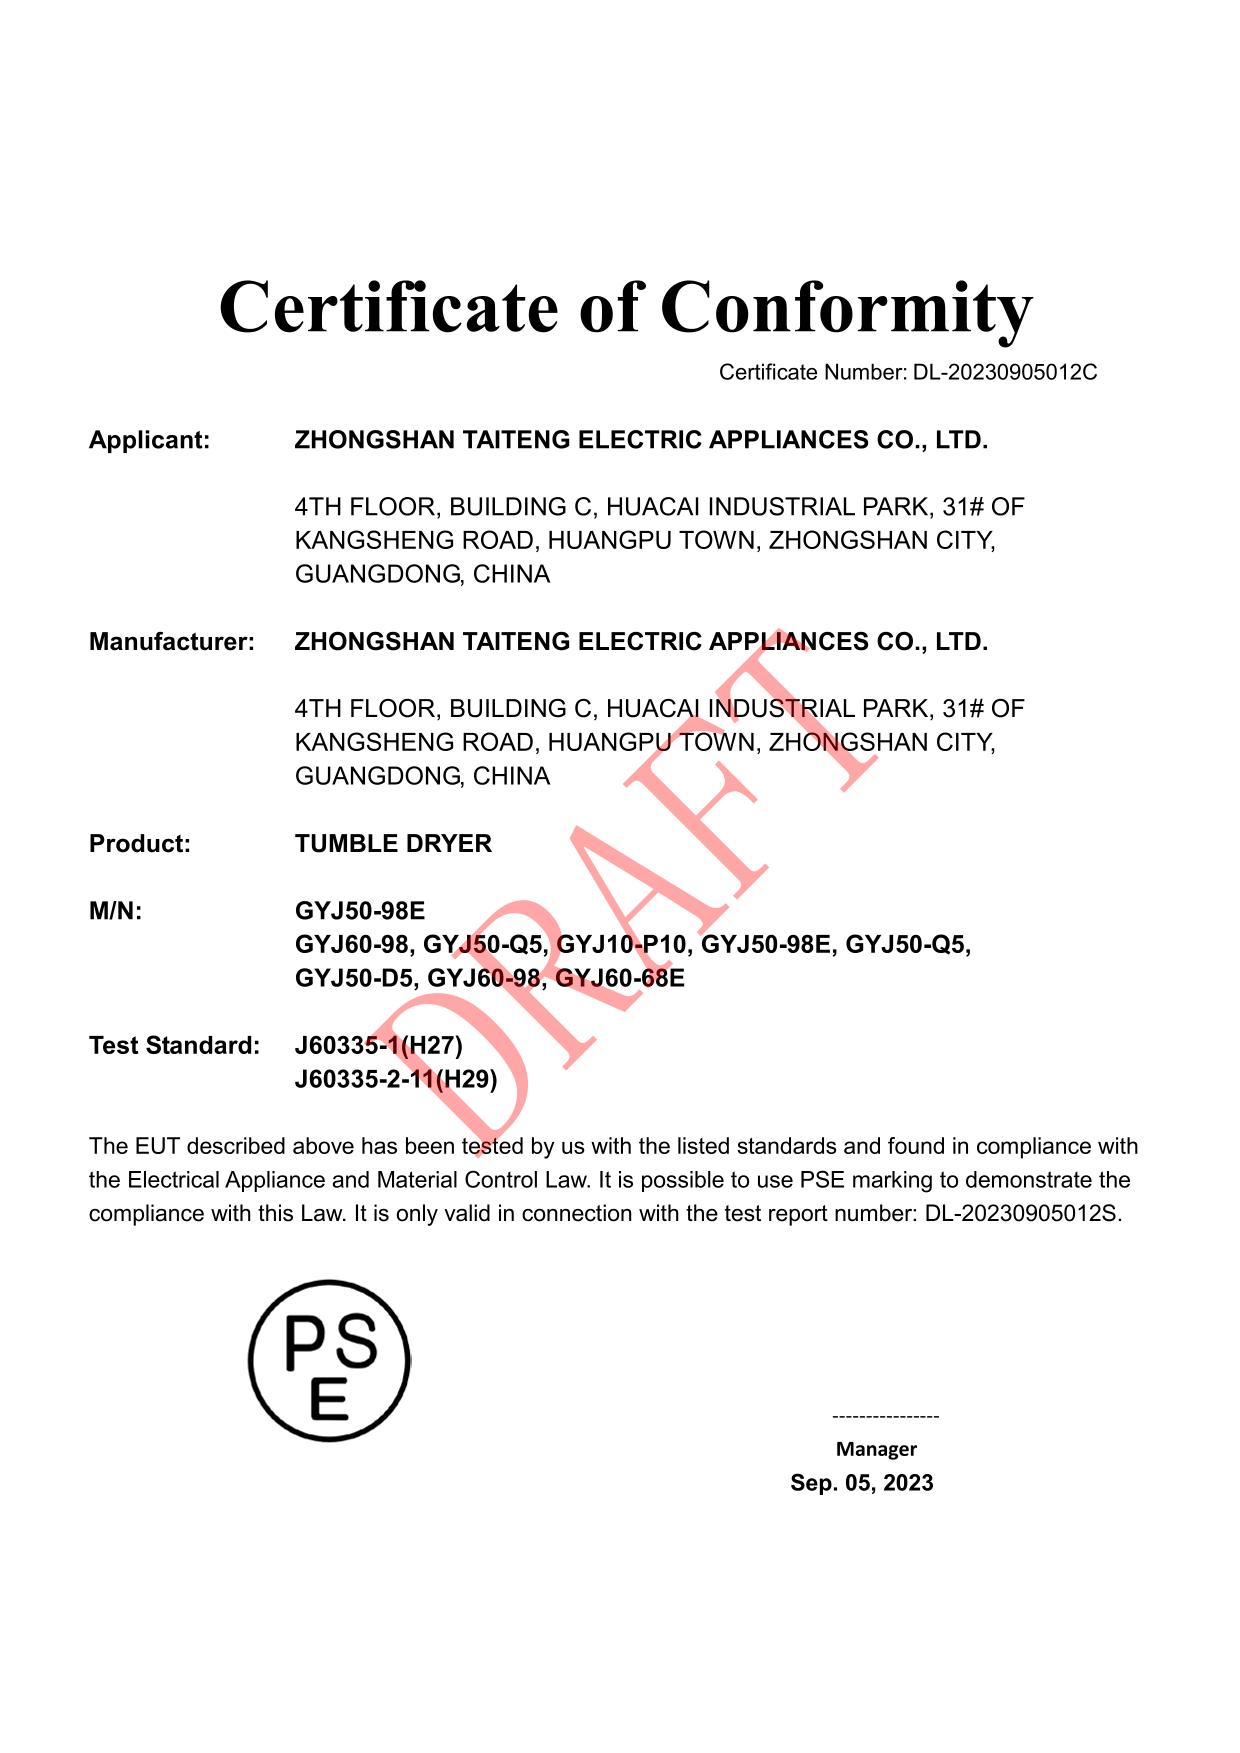 Certificate of Conformity
Certificate Number: DL-20230905012C
Applicant: ZHONGSHAN TAITENG ELECTRIC APPLIANCES CO., LTD.
4TH FLOOR, BUILDING C, HUACAI INDUSTRIAL PARK, 31# OF
KANGSHENG ROAD, HUANGPU TOWN, ZHONGSHAN CITY,
GUANGDONG, CHINA
Manufacturer: ZHONGSHAN TAITENG ELECTRIC APPLIANCES CO., LTD.
4TH FLOOR, BUILDING C, HUACAI INDUSTRIAL PARK, 31# OF
KANGSHENG ROAD, HUANGPU TOWN, ZHONGSHAN CITY,
GUANGDONG, CHINA
Product: TUMBLE DRYER
M/N: GYJ50-98E
GYJ60-98, GYJ50-Q5, GYJ10-P10, GYJ50-98E, GYJ50-Q5,
GYJ50-D5, GYJ60-98, GYJ60-68E
Test Standard: J60335-1(H27)
J60335-2-11(H29)
DRAFT
The EUT described above has been tested by us with the listed standards and found in compliance with
the Electrical Appliance and Material Control Law. It is possible to use PSE marking to demonstrate the
compliance with this Law. It is only valid in connection with the test report number: DL-20230905012S.
PS
E
----------------
Manager
Sep. 05, 2023